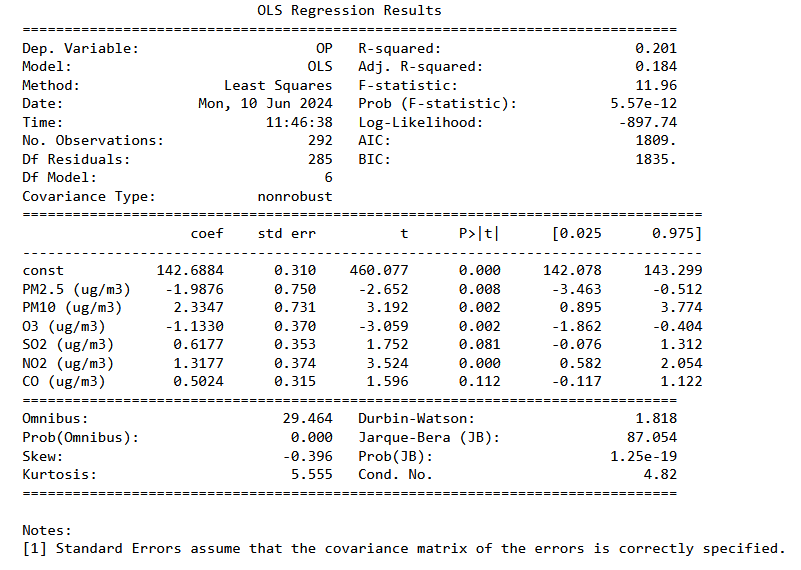 OLS Regression Results
==============================================================================
Dep. Variable: OP R-squared: 0.201
Model: OLS Adj. R-squared: 0.184
Method: Least Squares F-statistic: 11.96
Date: Mon, 10 Jun 2024 Prob (F-statistic): 5.57e-12
Time: 11:46:38 Log-Likelihood: -897.74
No. Observations: 292 AIC: 1809.
Df Residuals: 285 BIC: 1835.
Df Model: 6
Covariance Type: nonrobust
=================================================================================
coef std err t P>|t| [0.025 0.975]
---------------------------------------------------------------------------------
const 142.6884 0.310 460.077 0.000 142.078 143.299
PM2.5 (ug/m3) -1.9876 0.750 -2.652 0.008 -3.463 -0.512
PM10 (ug/m3) 2.3347 0.731 3.192 0.002 0.895 3.774
O3 (ug/m3) -1.1330 0.370 -3.059 0.002 -1.862 -0.404
SO2 (ug/m3) 0.6177 0.353 1.752 0.081 -0.076 1.312
NO2 (ug/m3) 1.3177 0.374 3.524 0.000 0.582 2.054
CO (ug/m3) 0.5024 0.315 1.596 0.112 -0.117 1.122
==============================================================================
Omnibus: 29.464 Durbin-Watson: 1.818
Prob(Omnibus): 0.000 Jarque-Bera (JB): 87.054
Skew: -0.396 Prob(JB): 1.25e-19
Kurtosis: 5.555 Cond. No. 4.82
==============================================================================
Notes:
[1] Standard Errors assume that the covariance matrix of the errors is correctly specified.